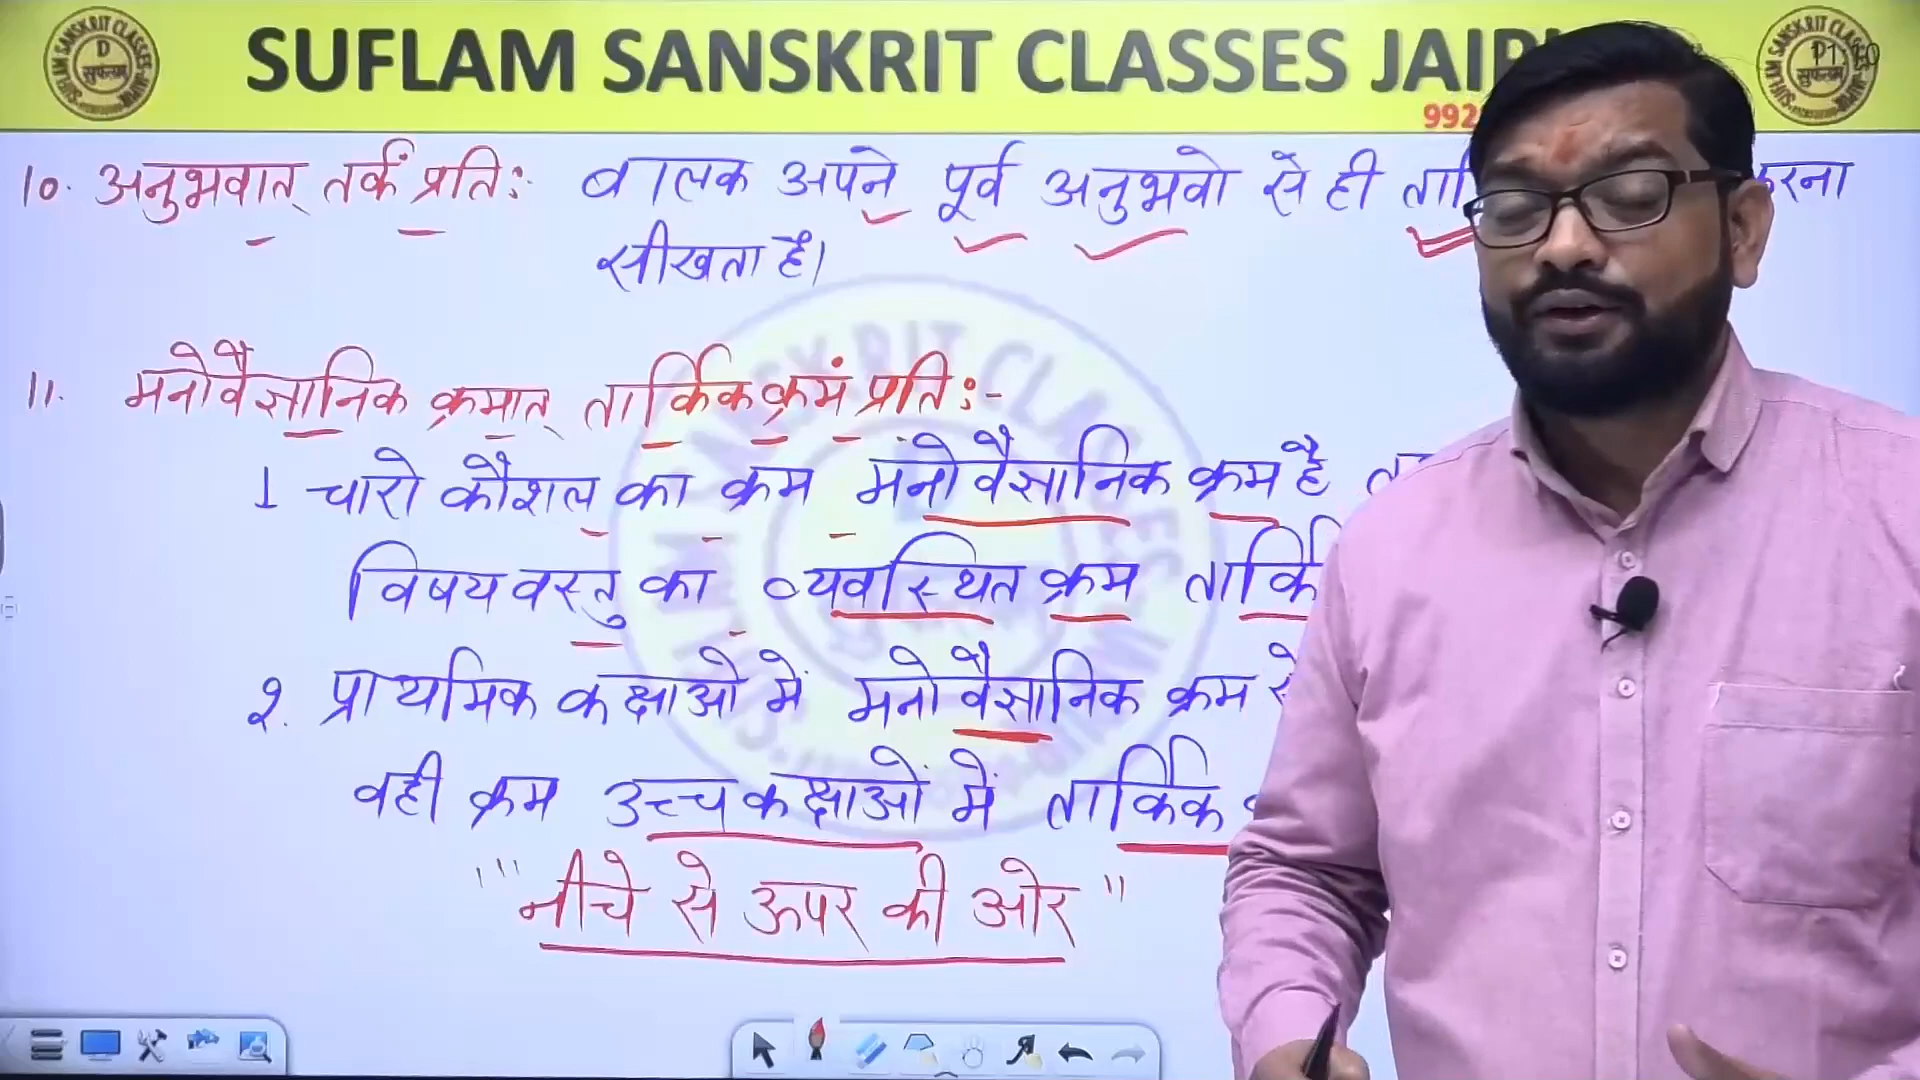 SUFLAM SANSKRIT CLASSES
992
10. अनुभवात् तर्कं प्रति:- बालक अपने पूर्व अनुभवो से ही करना
सीखता है।
11. मनोवैज्ञानिक क्रमात् तार्किक क्रमं प्रति:-
1 चारो कौशल का क्रम मनोवैज्ञानिक क्रम है
विषयवस्तु का व्यवस्थित क्रम
2. प्राथमिक कक्षाओं में मनोवैज्ञानिक क्रम
वही क्रम उच्च कक्षाओं में तार्किक
"नीचे से ऊपर की ओर"